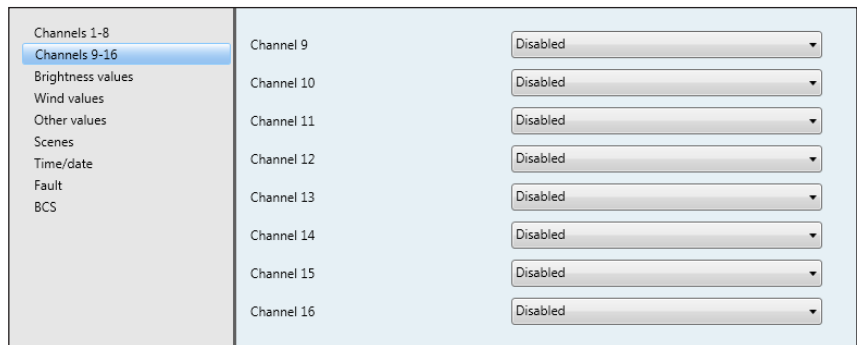 Channels 1-8
Channels 9-16
Brightness values
Wind values
Other values
Scenes
Time/date
Fault
BCS
Channel 9 Disabled
Channel 10 Disabled
Channel 11 Disabled
Channel 12 Disabled
Channel 13 Disabled
Channel 14 Disabled
Channel 15 Disabled
Channel 16 Disabled